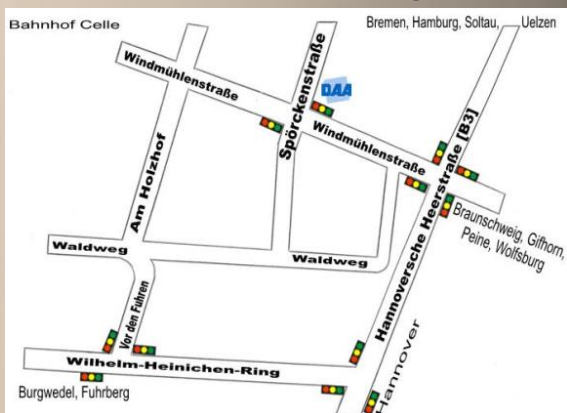 Bahnhof Celle
Bremen, Hamburg, Soltau, Uelzen
Windmühlenstraße
Spörckenstraße
DAA
Windmühlenstraße
Hannoversche Heerstraße [B3]
Am Holzhof
Braunschweig, Gifhorn,
Peine, Wolfsburg
Waldweg
Waldweg
Vor den Fuhren
Wilhelm-Heinichen-Ring
Hannover
Burgwedel, Fuhrberg